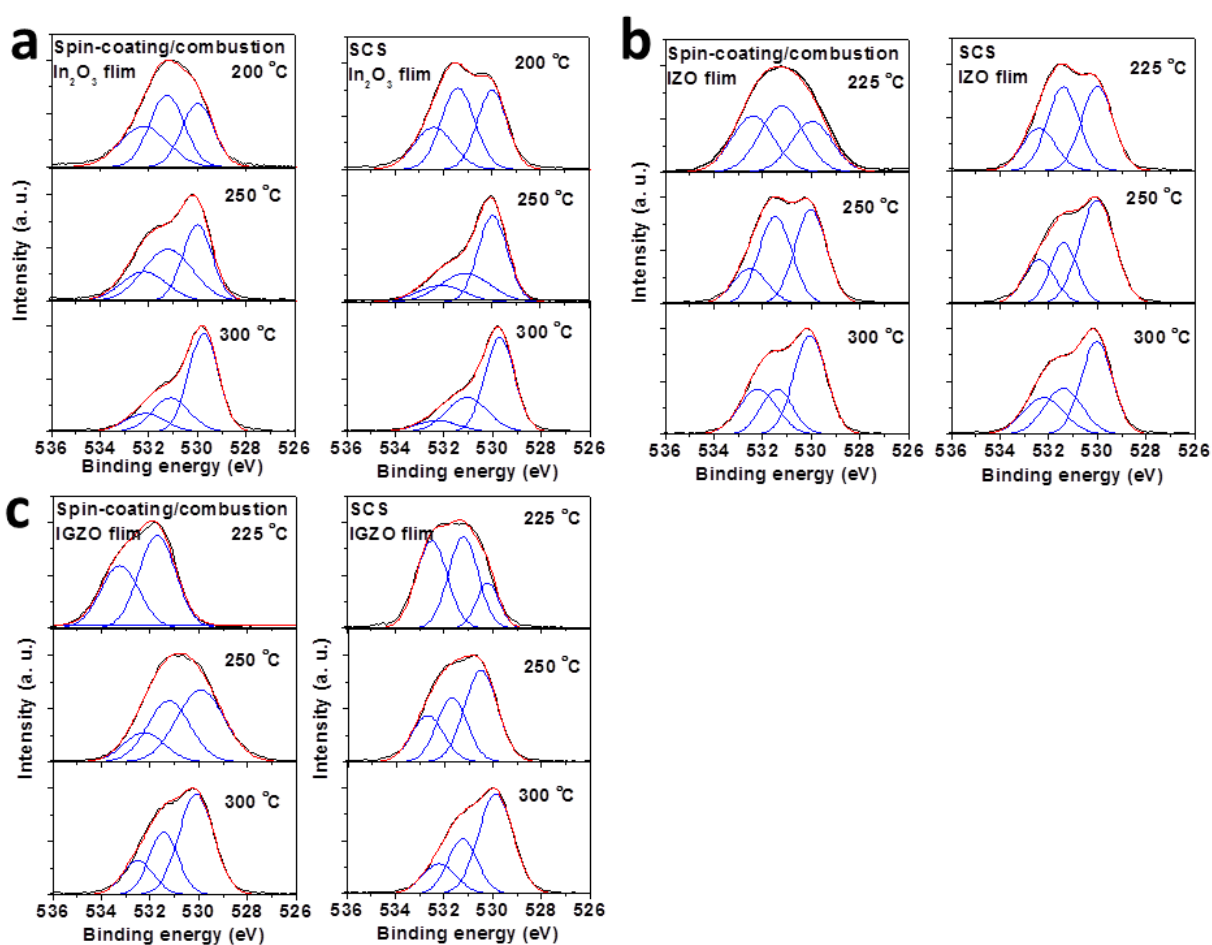 a
Spin-coating/combustion
In2O3 flim
200 °C
250 °C
300 °C
Intensity (a. u.)
536 534 532 530 528 526
Binding energy (eV)
SCS
In2O3 flim
200 °C
250 °C
300 °C
536 534 532 530 528 526
Binding energy (eV)
b
Spin-coating/combustion
IZO flim
225 °C
250 °C
300 °C
Intensity (a. u.)
536 534 532 530 528 526
Binding energy (eV)
SCS
IZO flim
225 °C
250 °C
300 °C
536 534 532 530 528 526
Binding energy (eV)
c
Spin-coating/combustion
IGZO flim
225 °C
250 °C
300 °C
Intensity (a. u.)
536 534 532 530 528 526
Binding energy (eV)
SCS
IGZO flim
225 °C
250 °C
300 °C
Intensity (a. u.)
536 534 532 530 528 526
Binding energy (eV)